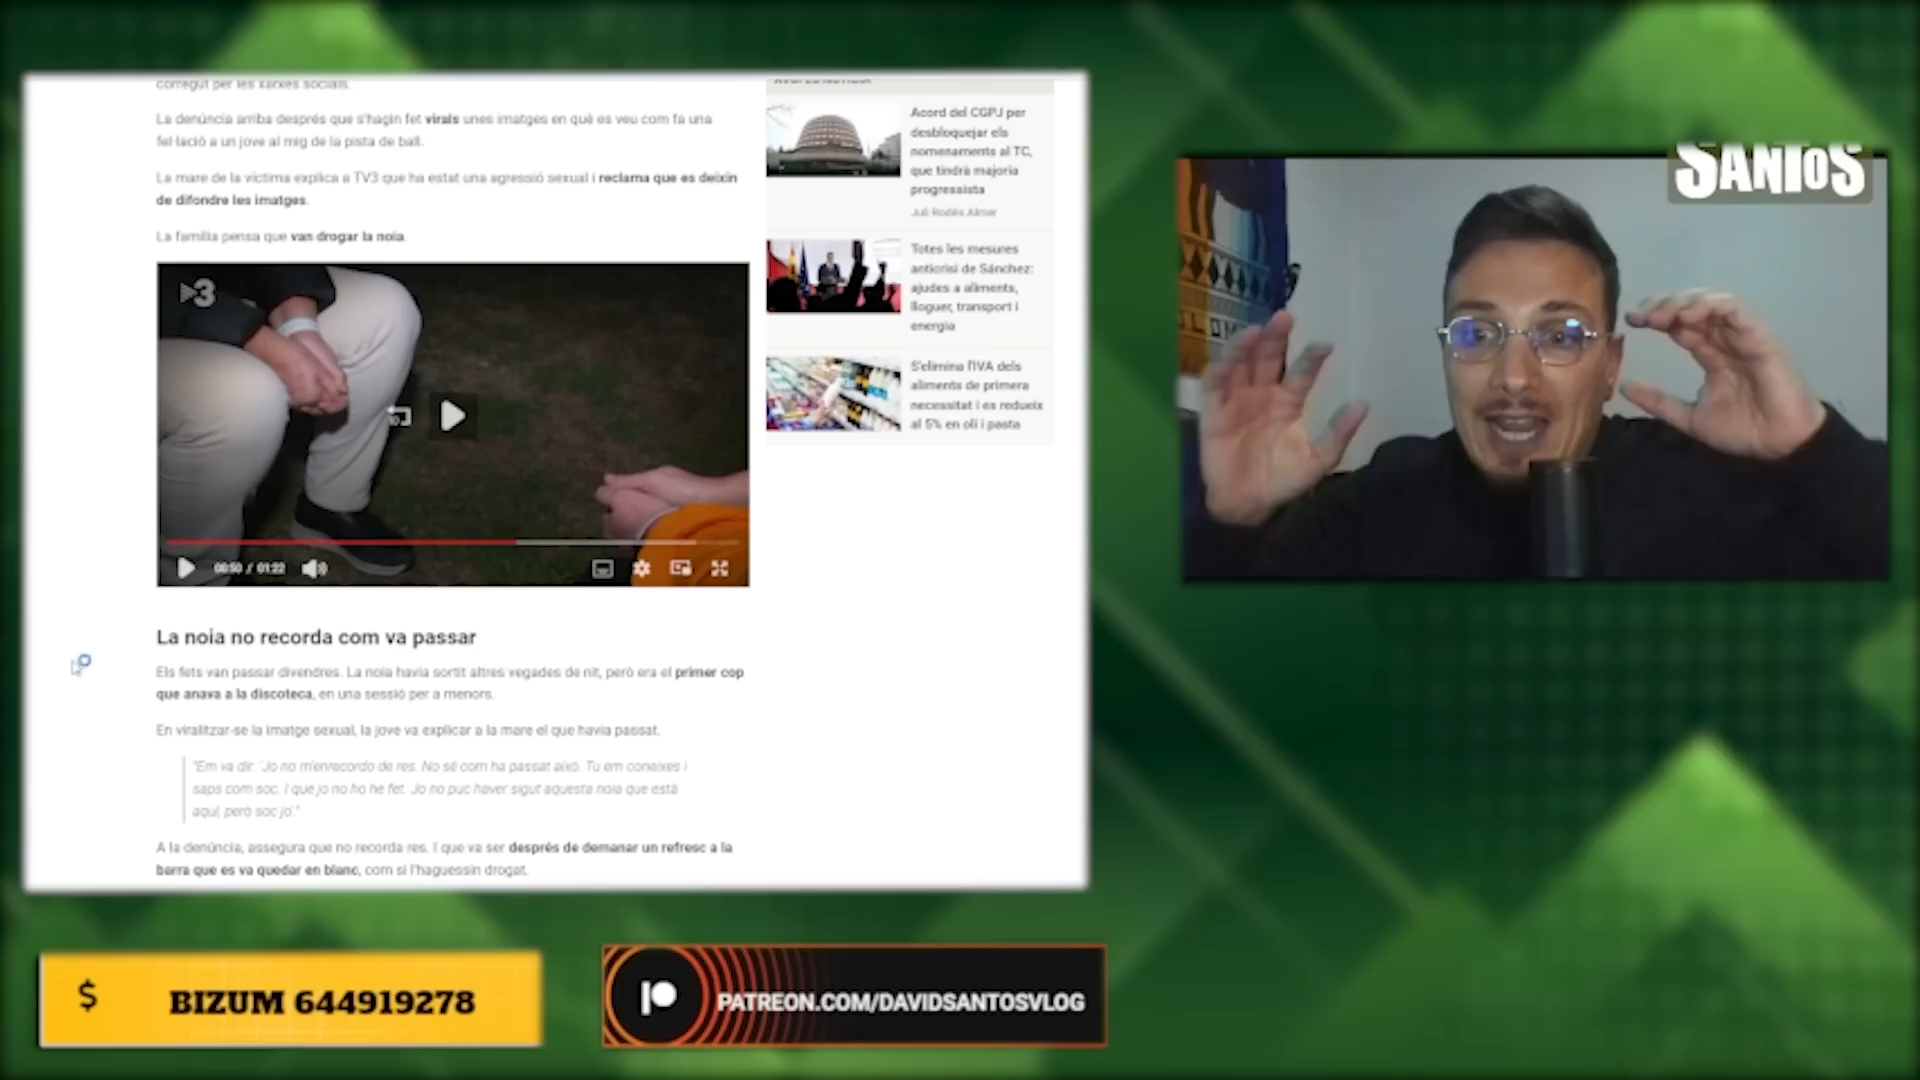 corregut per les xarxes socials.
La denúncia arriba després que s'hagin fet virals unes imatges en què es veu com fa una
fel·lació a un jove al mig de la pista de ball.
La mare de la víctima explica a TV3 que ha estat una agressió sexual i reclama que es deixin
de difondre les imatges.
La família pensa que van drogar la noia.
3
00:50 / 01:22
La noia no recorda com va passar
Els fets van passar divendres. La noia havia sortit altres vegades de nit, però era el primer cop
que anava a la discoteca, en una sessió per a menors.
En viralitzar-se la imatge sexual, la jove va explicar a la mare el que havia passat.
"Em va dir: 'Jo no m'enrecordo de res. No sé com ha passat això. Tu em coneixes i
saps com soc. I que jo no ho he fet. Jo no puc haver sigut aquesta noia que està
aquí, però soc jo'."
A la denúncia, assegura que no recorda res. I que va ser després de demanar un refresc a la
barra que es va quedar en blanc, com si l'haguessin drogat.
Acord del CGPJ per
desbloquejar els
nomenaments al TC,
que tindrà majoria
progressista
Juli Rodés Almer
Totes les mesures
anticrisi de Sánchez:
ajudes a aliments,
lloguer, transport i
energia
S'elimina l'IVA dels
aliments de primera
necessitat i es redueix
al 5% en oli i pasta
SANTOS
$ BIZUM 644919278
PATREON.COM/DAVIDSANTOSVLOG